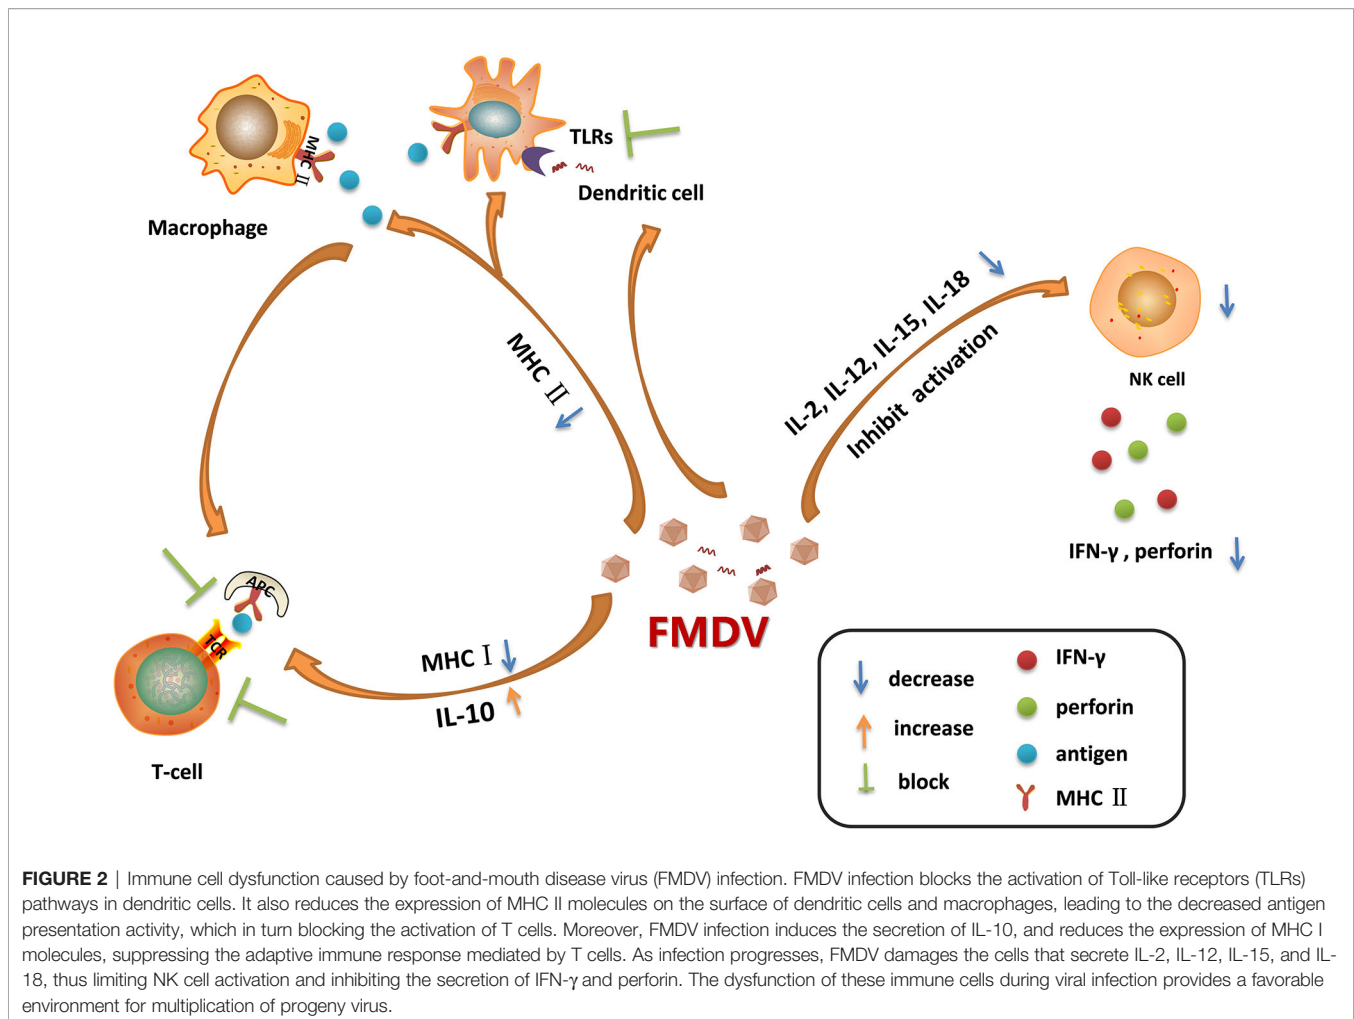 TLRs
MHC II
Dendritic cell
Macrophage
IL-2, IL-12, IL-15, IL-18
Inhibit activation
MHC II
NK cell
IFN-γ , perforin
APC
TCR
FMDV
MHC I
IL-10
T-cell
decrease
increase
block
IFN-γ
perforin
antigen
MHC II
FIGURE 2 | Immune cell dysfunction caused by foot-and-mouth disease virus (FMDV) infection. FMDV infection blocks the activation of Toll-like receptors (TLRs)
pathways in dendritic cells. It also reduces the expression of MHC II molecules on the surface of dendritic cells and macrophages, leading to the decreased antigen
presentation activity, which in turn blocking the activation of T cells. Moreover, FMDV infection induces the secretion of IL-10, and reduces the expression of MHC I
molecules, suppressing the adaptive immune response mediated by T cells. As infection progresses, FMDV damages the cells that secrete IL-2, IL-12, IL-15, and IL-
18, thus limiting NK cell activation and inhibiting the secretion of IFN-γ and perforin. The dysfunction of these immune cells during viral infection provides a favorable
environment for multiplication of progeny virus.